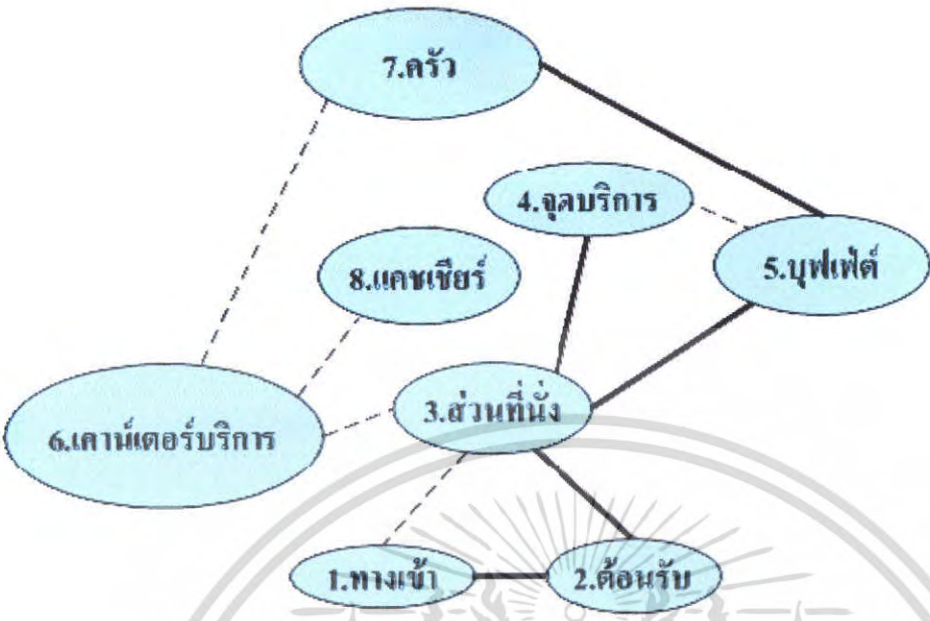 7.ครัว
4.จุดบริการ
5.บุฟเฟ่ต์
8.แคชเชียร์
3.ส่วนที่นั่ง
6.เคาน์เตอร์บริการ
1.ทางเข้า
2.ต้อนรับ